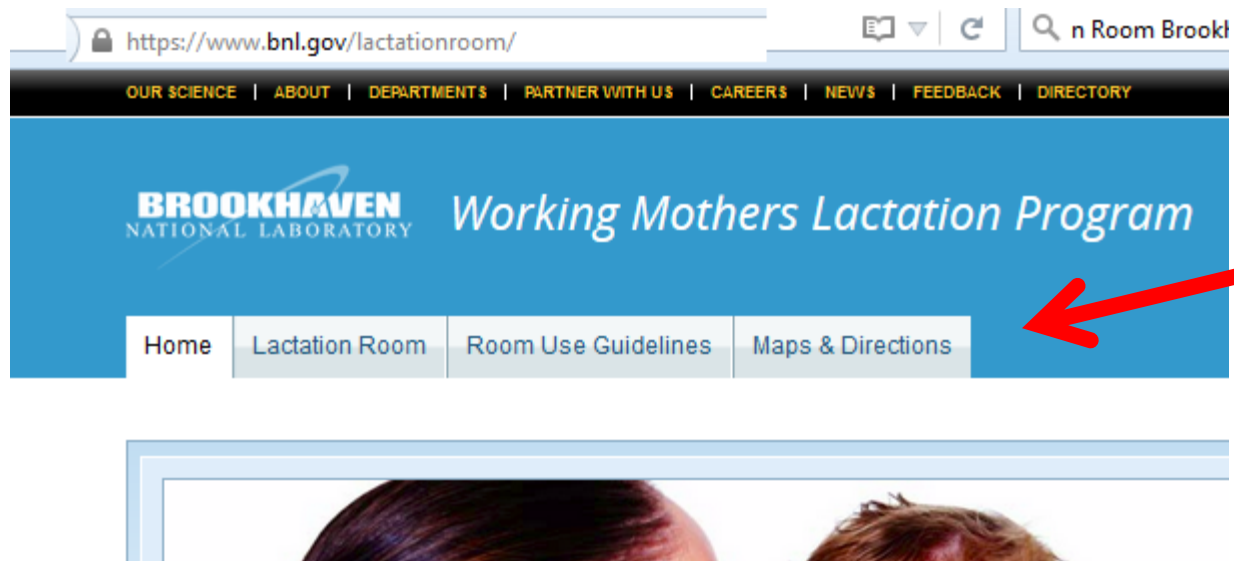 https://www.bnl.gov/lactationroom/
n Room Brookh
OUR SCIENCE | ABOUT | DEPARTMENTS | PARTNER WITH US | CAREERS | NEWS | FEEDBACK | DIRECTORY
BROOKHAVEN
NATIONAL LABORATORY
Working Mothers Lactation Program
Home
Lactation Room
Room Use Guidelines
Maps & Directions